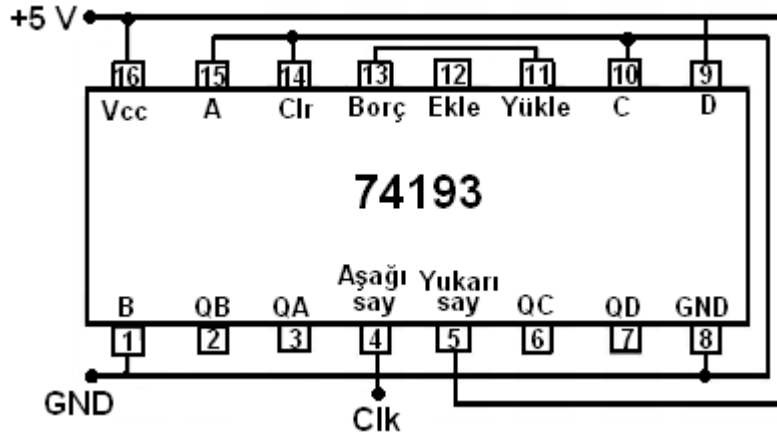 +5 V
16 15 14 13 12 11 10 9
Vcc A Clr Borç Ekle Yükle C D
74193
Aşağı Yukarı
B QB QA say say QC QD GND
1 2 3 4 5 6 7 8
GND
Clk